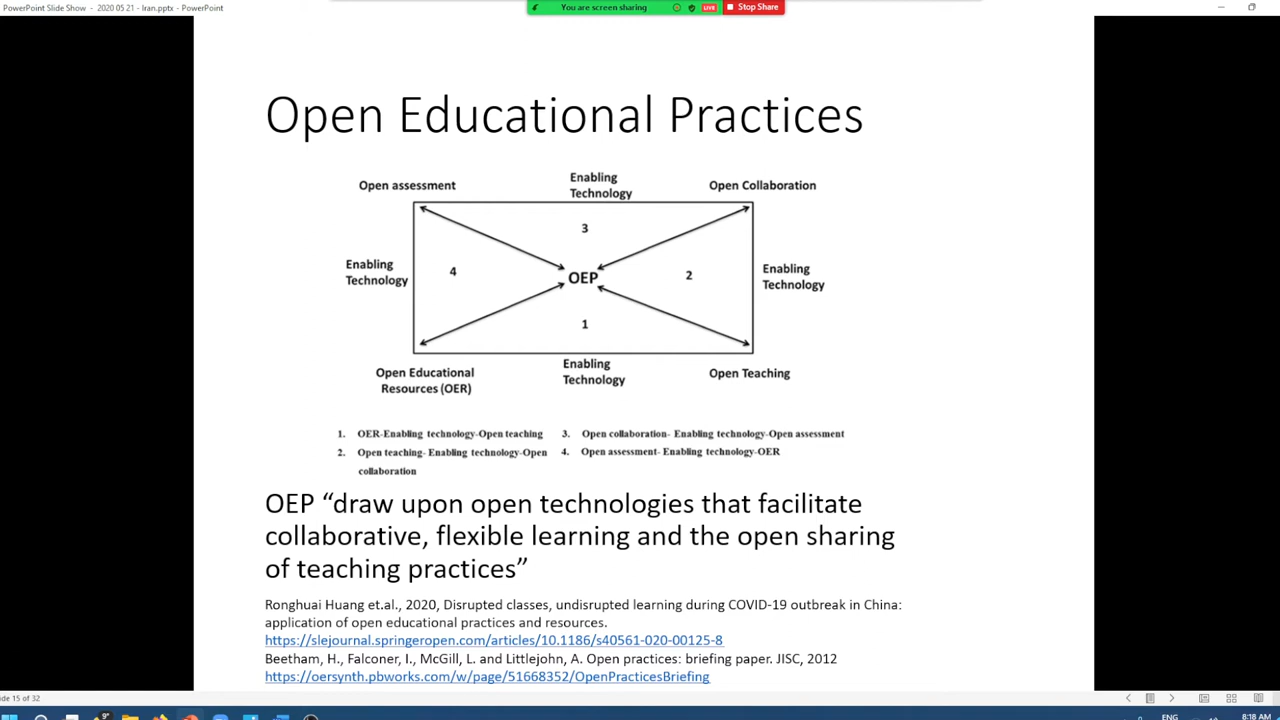 PowerPoint Slide Show - 2020 05 21 - Iran.pptx - PowerPoint
You are screen sharing
LIVE
Stop Share
Open Educational Practices
Open assessment
Enabling
Technology
Open Collaboration
3
Enabling
Technology
4
OEP
2
Enabling
Technology
1
Open Educational
Resources (OER)
Enabling
Technology
Open Teaching
1. OER-Enabling technology-Open teaching
2. Open teaching- Enabling technology-Open
collaboration
3. Open collaboration- Enabling technology-Open assessment
4. Open assessment- Enabling technology-OER
OEP “draw upon open technologies that facilitate
collaborative, flexible learning and the open sharing
of teaching practices”
Ronghuai Huang et.al., 2020, Disrupted classes, undisrupted learning during COVID-19 outbreak in China:
application of open educational practices and resources.
https://slejournal.springeropen.com/articles/10.1186/s40561-020-00125-8
Beetham, H., Falconer, I., McGill, L. and Littlejohn, A. Open practices: briefing paper. JISC, 2012
https://oersynth.pbworks.com/w/page/51668352/OpenPracticesBriefing
15 of 32
9°
ENG
8:18 AM